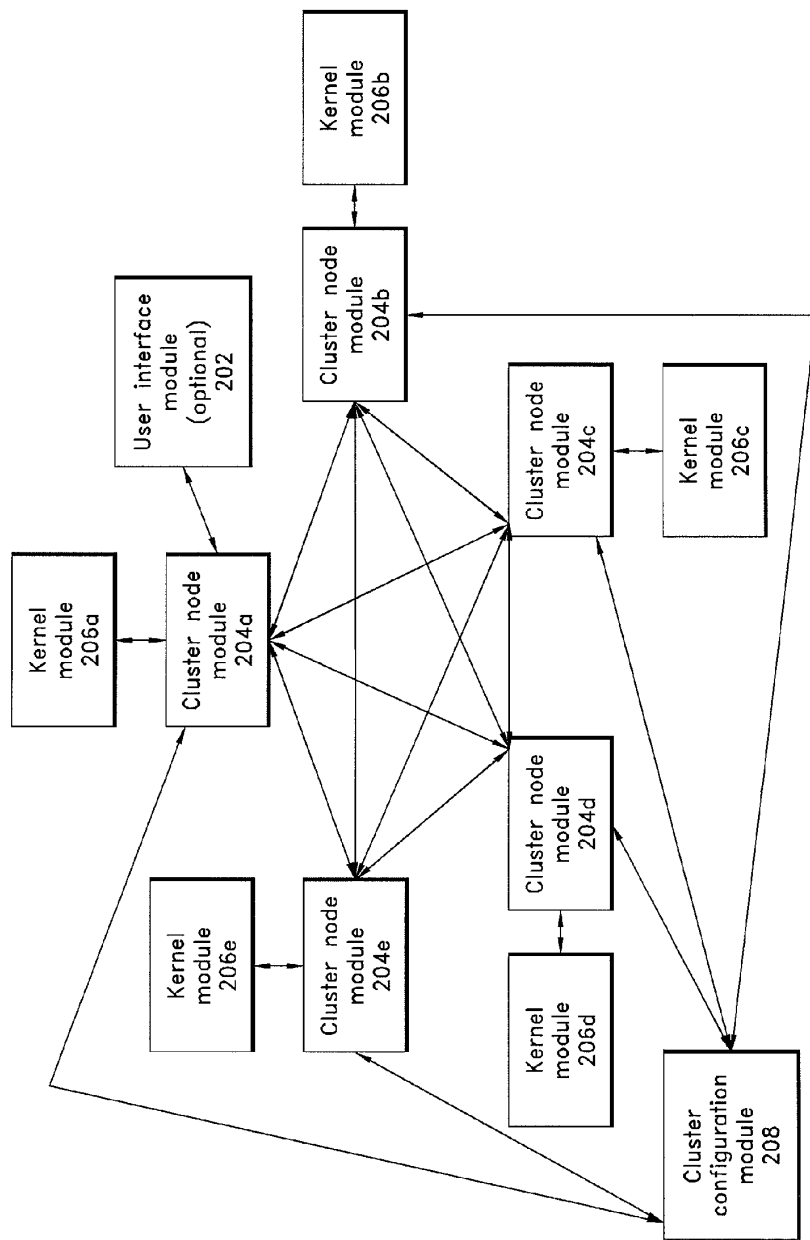 Kernel
module
206a
User interface
module
(optional)
202
Cluster node
module
204a
Kernel
module
206b
Cluster node
module
204b
Kernel
module
206e
Cluster node
module
204e
Cluster node
module
204c
Kernel
module
206c
Cluster node
module
204d
Kernel
module
206d
Cluster
configuration
module
208